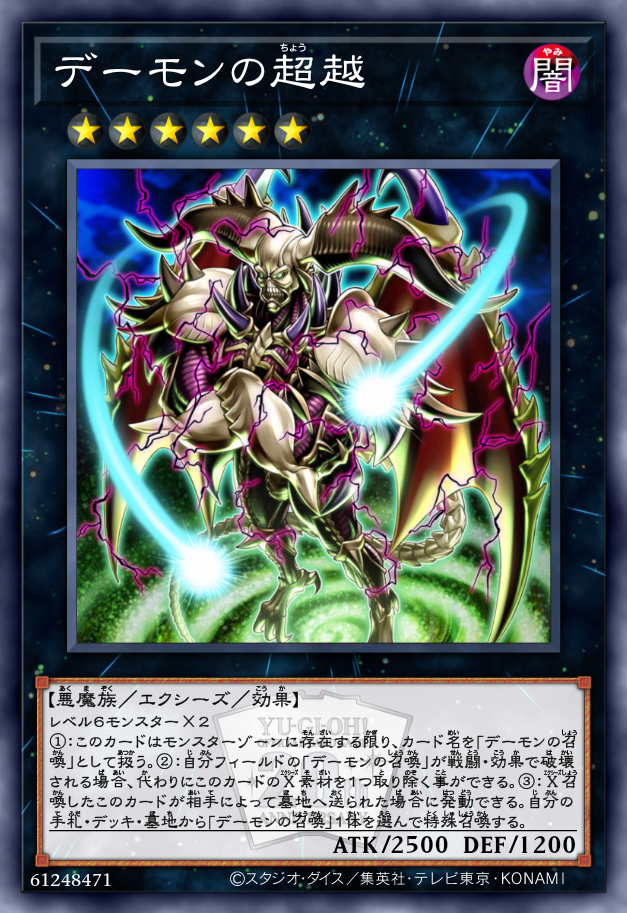 デーモンの超越
ちょう
闇
やみ
【悪魔族／エクシーズ／効果】
レベル6モンスター×2
①:このカードはモンスターゾーンに存在する限り、カード名を「デーモンの召
喚」として扱う。②:自分フィールドの「デーモンの召喚」が戦闘・効果で破壊
される場合、代わりにこのカードのX素材を1つ取り除く事ができる。③:X召
喚したこのカードが相手によって墓地へ送られた場合に発動できる。自分の
手札・デッキ・墓地から「デーモンの召喚」1体を選んで特殊召喚する。
ATK/2500 DEF/1200
61248471
©スタジオ・ダイス／集英社・テレビ東京・KONAMI
YU-GI-OH!